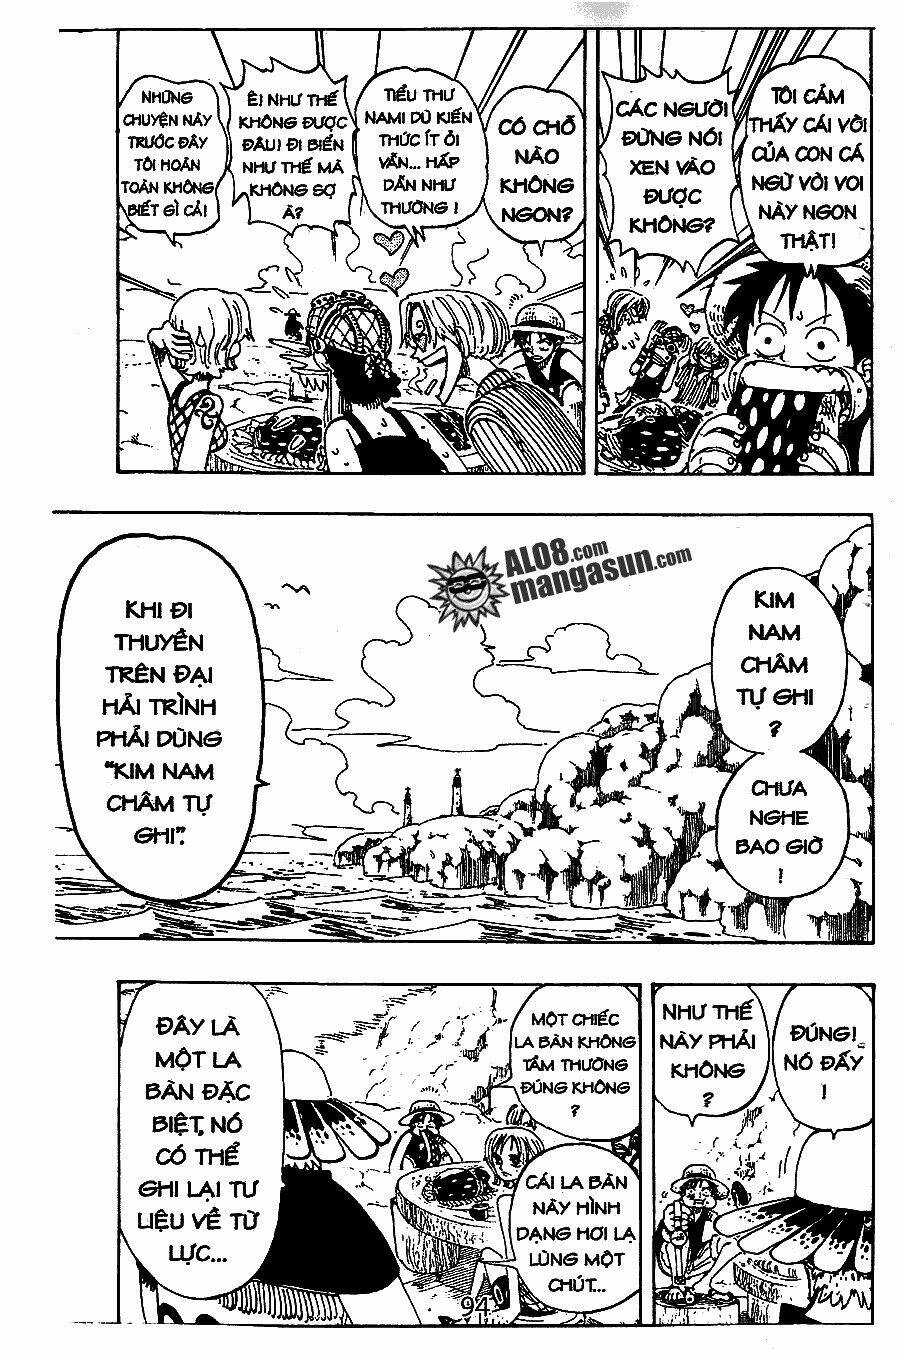 TÔI CẢM
THẤY CÁI VÒI
CỦA CON CÁ
NGỪ VÒI VOI
NÀY NGON
THẬT!
CÁC NGƯỜI
ĐỪNG NÓI
XEN VÀO
ĐƯỢC
KHÔNG?
CÓ CHỖ
NÀO
KHÔNG
NGON?
TIỂU THƯ
NAMI DÙ KIẾN
THỨC ÍT ỎI
VẪN... HẤP
DẪN NHƯ
THƯỜNG!
Ê! NHƯ THẾ
KHÔNG ĐƯỢC
ĐÂU! ĐI BIỂN
NHƯ THẾ MÀ
KHÔNG SỢ
À?
NHỮNG
CHUYỆN NÀY
TRƯỚC ĐÂY
TÔI HOÀN
TOÀN KHÔNG
BIẾT GÌ CẢ!
AL08.com
mangasun.com
KIM
NAM
CHÂM
TỰ GHI
?
CHƯA
NGHE
BAO GIỜ
!
KHI ĐI
THUYỀN
TRÊN ĐẠI
HẢI TRÌNH
PHẢI DÙNG
"KIM NAM
CHÂM TỰ
GHI".
ĐÚNG!
NÓ ĐẤY
!
NHƯ THẾ
NÀY PHẢI
KHÔNG
?
MỘT CHIẾC
LA BÀN KHÔNG
TẦM THƯỜNG
ĐÚNG KHÔNG
?
CÁI LA BÀN
NÀY HÌNH
DẠNG HƠI LẠ
LÙNG MỘT
CHÚT...
ĐÂY LÀ
MỘT LA
BÀN ĐẶC
BIỆT, NÓ
CÓ THỂ
GHI LẠI TƯ
LIỆU VỀ TỪ
LỰC...
94